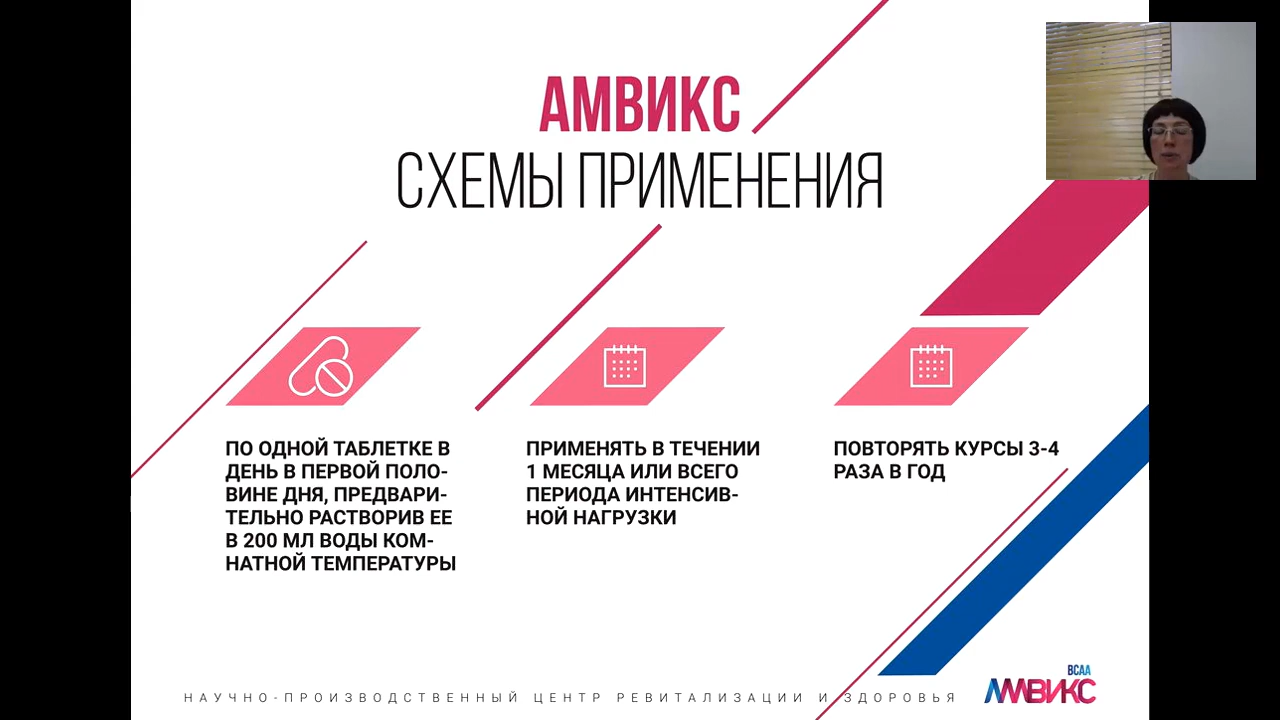 АМВИКС
СХЕМЫ ПРИМЕНЕНИЯ
ПО ОДНОЙ ТАБЛЕТКЕ В
ДЕНЬ В ПЕРВОЙ ПОЛО-
ВИНЕ ДНЯ, ПРЕДВАРИ-
ТЕЛЬНО РАСТВОРИВ ЕЕ
В 200 МЛ ВОДЫ КОМ-
НАТНОЙ ТЕМПЕРАТУРЫ
ПРИМЕНЯТЬ В ТЕЧЕНИИ
1 МЕСЯЦА ИЛИ ВСЕГО
ПЕРИОДА ИНТЕНСИВ-
НОЙ НАГРУЗКИ
ПОВТОРЯТЬ КУРСЫ 3-4
РАЗА В ГОД
НАУЧНО-ПРОИЗВОДСТВЕННЫЙ ЦЕНТР РЕВИТАЛИЗАЦИИ И ЗДОРОВЬЯ
BCAA
АМВИКС